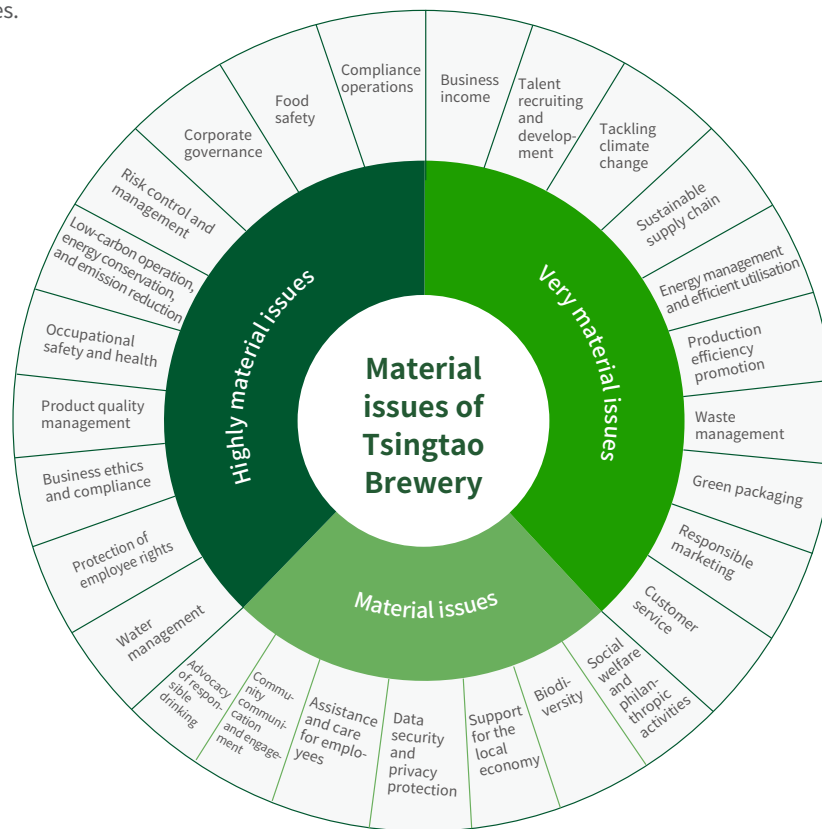 es.
Material
issues of
Tsingtao
Brewery
Highly material issues
Very material issues
Material issues
Compliance
operations
Business
income
Talent
recruiting
and
develop-
ment
Tackling
climate
change
Sustainable
supply chain
Energy management
and efficient utilisation
Production
efficiency
promotion
Waste
management
Green packaging
Responsible
marketing
Customer
service
Social
welfare
and
philan-
thropic
activities
Biodi-
versity
Support
for the
local
economy
Data
security
and
privacy
protection
Assistance
and care
for emplo-
yees
Commu-
nity
communi-
cation
and engage-
ment
Advocacy
of respon-
sible
drinking
Water
management
Protection of
employee rights
Business ethics
and compliance
Product quality
management
Occupational
safety and health
Low-carbon operation,
energy conservation,
and emission reduction
Risk control and
management
Corporate
governance
Food
safety